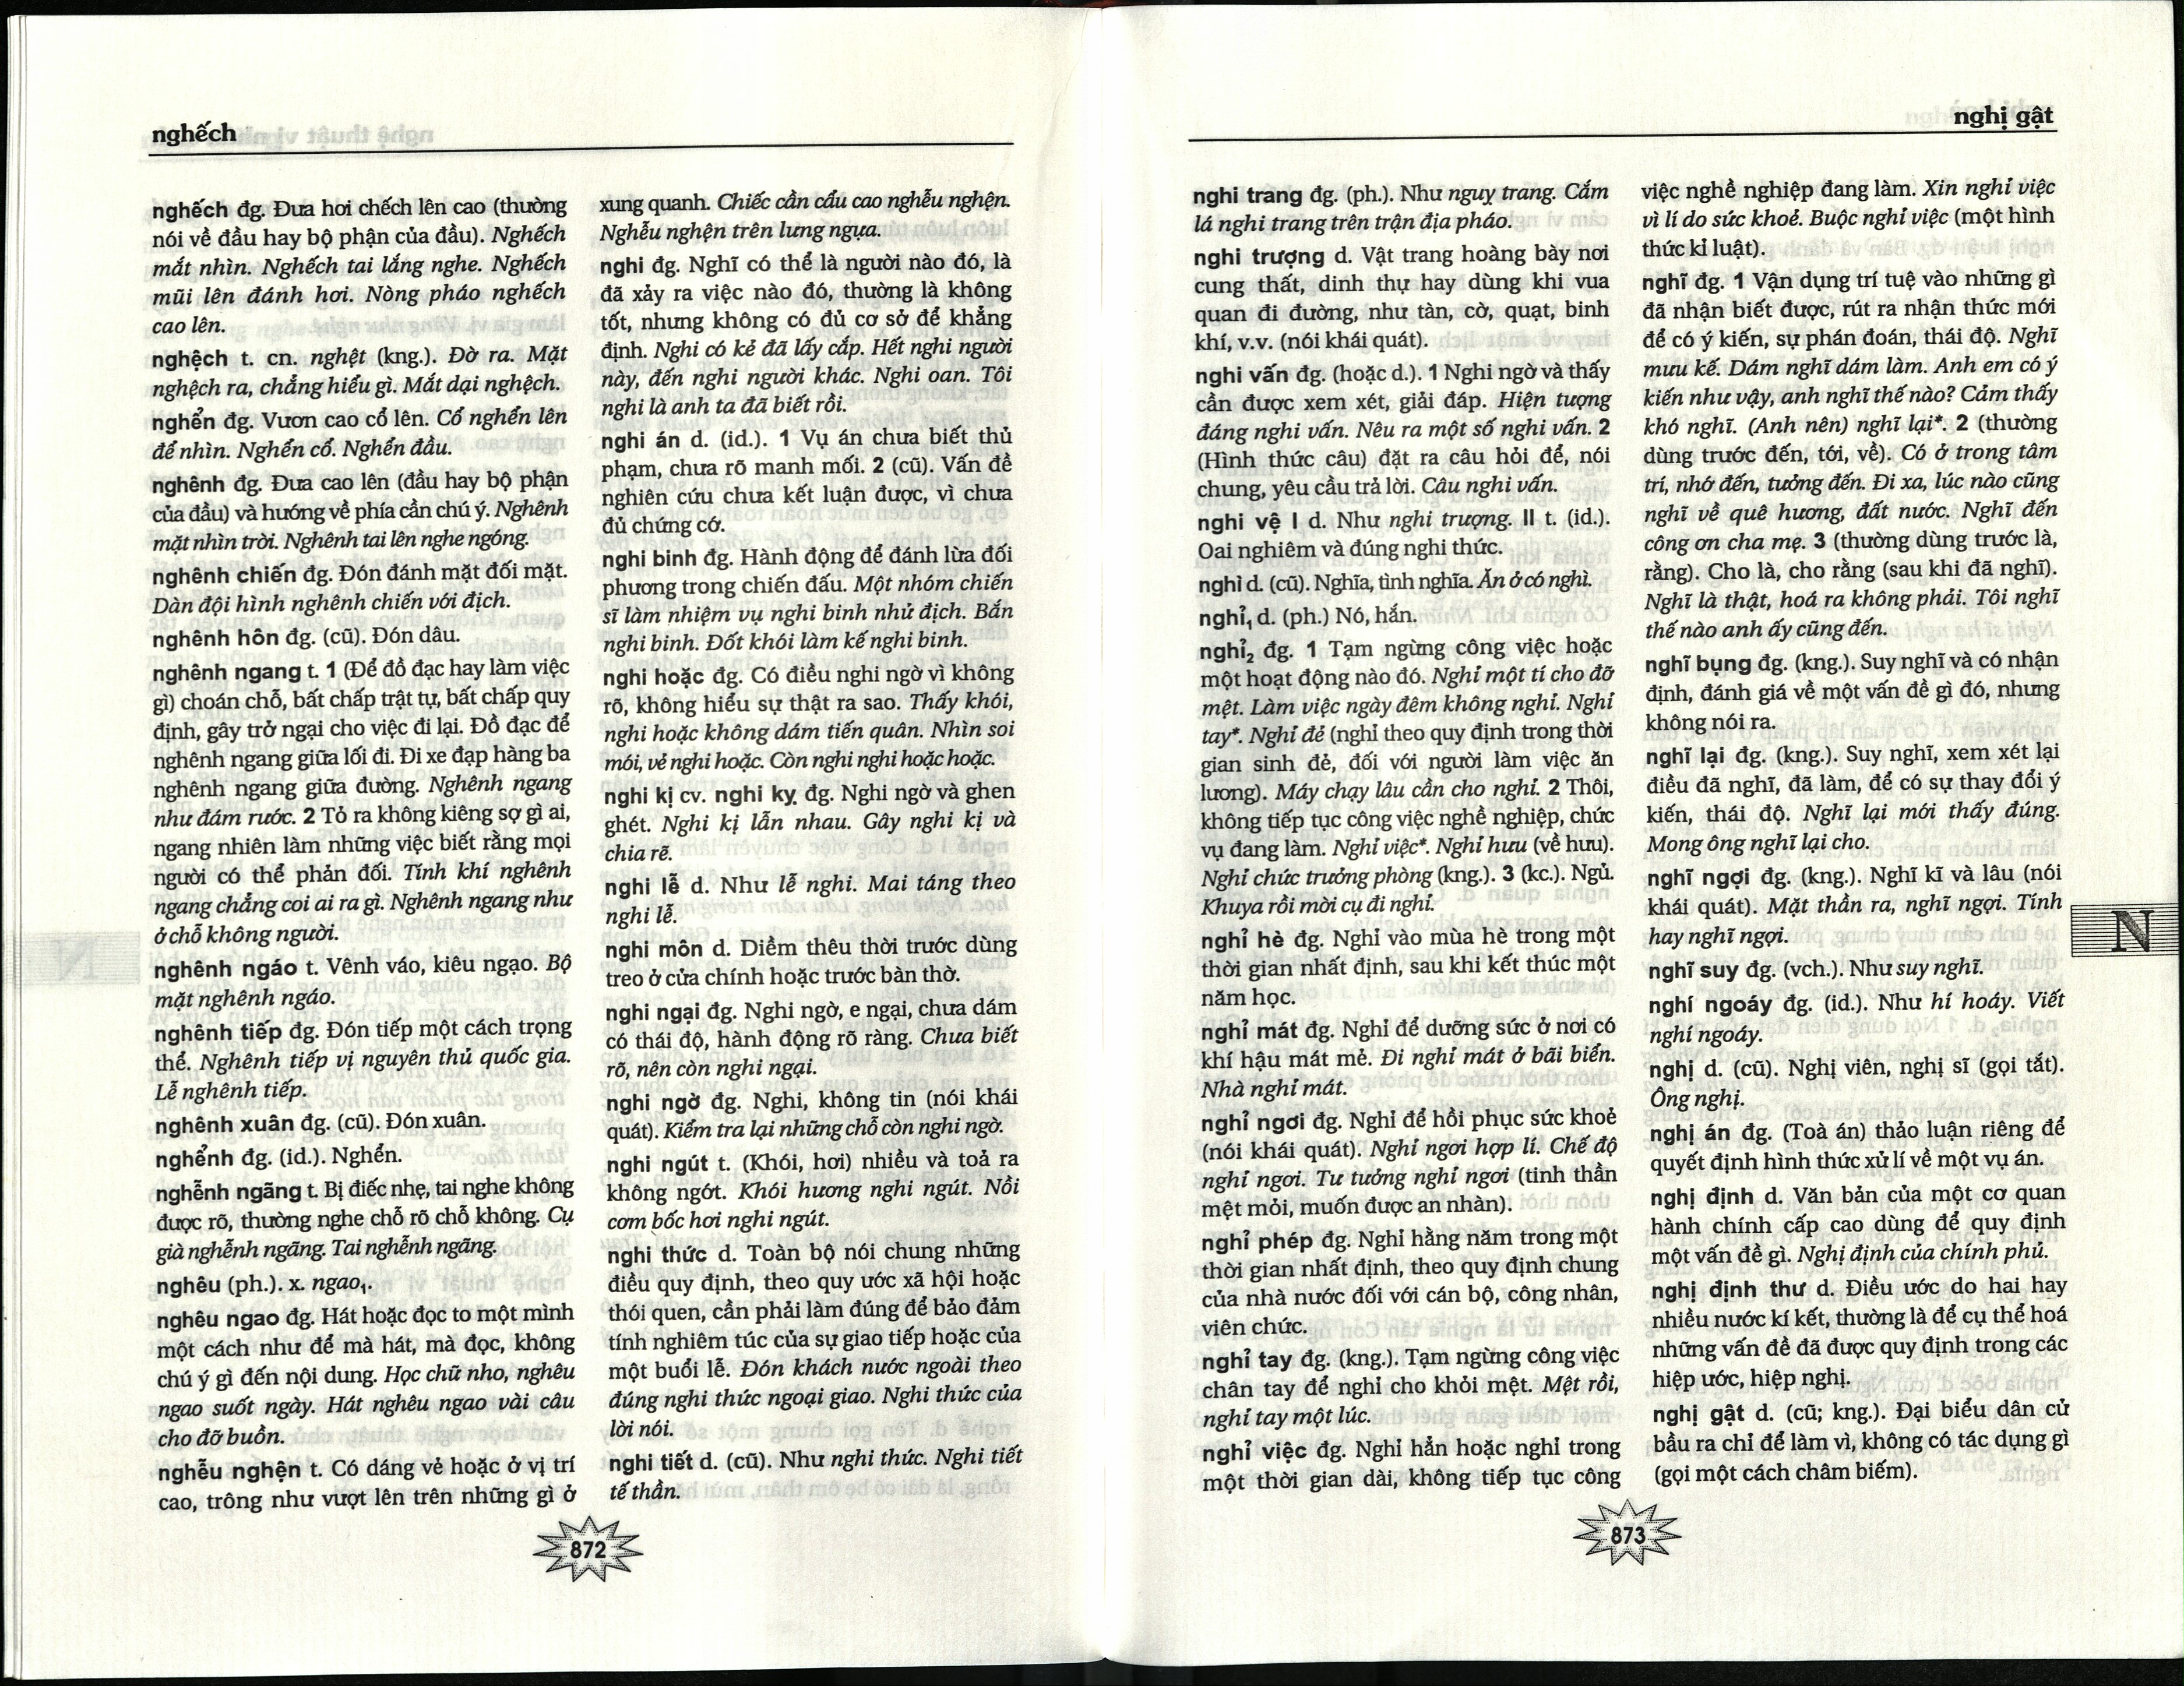 nghếch
nghếch đg. Đưa hơi chếch lên cao (thường
nói về đầu hay bộ phận của đầu). Nghếch
mắt nhìn. Nghếch tai lắng nghe. Nghếch
mũi lên đánh hơi. Nòng pháo nghếch
cao lên.
nghệch t. cn. nghệt (kng.). Đờ ra. Mặt
nghệch ra, chẳng hiểu gì. Mắt dại nghệch.
nghển đg. Vươn cao cổ lên. Cổ nghển lên
để nhìn. Nghển cổ. Nghển đầu.
nghênh đg. Đưa cao lên (đầu hay bộ phận
của đầu) và hướng về phía cần chú ý. Nghênh
mặt nhìn trời. Nghênh tai lên nghe ngóng.
nghênh chiến đg. Đón đánh mặt đối mặt.
Dàn đội hình nghênh chiến với địch.
nghênh hôn đg. (cũ). Đón dâu.
nghênh ngang t. 1 (Để đồ đạc hay làm việc
gì) choán chỗ, bất chấp trật tự, bất chấp quy
định, gây trở ngại cho việc đi lại. Đồ đạc để
nghênh ngang giữa lối đi. Đi xe đạp hàng ba
nghênh ngang giữa đường. Nghênh ngang
như đám rước. 2 Tỏ ra không kiêng sợ gì ai,
ngang nhiên làm những việc biết rằng mọi
người có thể phản đối. Tính khí nghênh
ngang chẳng coi ai ra gì. Nghênh ngang như
ở chỗ không người.
nghênh ngáo t. Vênh váo, kiêu ngạo. Bộ
mặt nghênh ngáo.
nghênh tiếp đg. Đón tiếp một cách trọng
thể. Nghênh tiếp vị nguyên thủ quốc gia.
Lễ nghênh tiếp.
nghênh xuân đg. (cũ). Đón xuân.
nghểnh đg. (id.). Nghển.
nghễnh ngãng t. Bị điếc nhẹ, tai nghe không
được rõ, thường nghe chỗ rõ chỗ không. Cụ
già nghễnh ngãng. Tai nghễnh ngãng.
nghêu (ph.). x. ngao₁.
nghêu ngao đg. Hát hoặc đọc to một mình
một cách như để mà hát, mà đọc, không
chú ý gì đến nội dung. Học chữ nho, nghêu
ngao suốt ngày. Hát nghêu ngao vài câu
cho đỡ buồn.
nghễu nghện t. Có dáng vẻ hoặc ở vị trí
cao, trông như vượt lên trên những gì ở
xung quanh. Chiếc cần cẩu cao nghễu nghện.
Nghễu nghện trên lưng ngựa.
nghi đg. Nghĩ có thể là người nào đó, là
đã xảy ra việc nào đó, thường là không
tốt, nhưng không có đủ cơ sở để khẳng
định. Nghi có kẻ đã lấy cắp. Hết nghi người
này, đến nghi người khác. Nghi oan. Tôi
nghi là anh ta đã biết rồi.
nghi án d. (id.). 1 Vụ án chưa biết thủ
phạm, chưa rõ manh mối. 2 (cũ). Vấn đề
nghiên cứu chưa kết luận được, vì chưa
đủ chứng cớ.
nghi binh đg. Hành động để đánh lừa đối
phương trong chiến đấu. Một nhóm chiến
sĩ làm nhiệm vụ nghi binh nhử địch. Bắn
nghi binh. Đốt khói làm kế nghi binh.
nghi hoặc đg. Có điều nghi ngờ vì không
rõ, không hiểu sự thật ra sao. Thấy khói,
nghi hoặc không dám tiến quân. Nhìn soi
mói, vẻ nghi hoặc. Còn nghi nghi hoặc hoặc.
nghi kị cv. nghi kỵ đg. Nghi ngờ và ghen
ghét. Nghi kị lẫn nhau. Gây nghi kị và
chia rẽ.
nghi lễ d. Như lễ nghi. Mai táng theo
nghi lễ.
nghi môn d. Diềm thêu thời trước dùng
treo ở cửa chính hoặc trước bàn thờ.
nghi ngại đg. Nghi ngờ, e ngại, chưa dám
có thái độ, hành động rõ ràng. Chưa biết
rõ, nên còn nghi ngại.
nghi ngờ đg. Nghi, không tin (nói khái
quát). Kiểm tra lại những chỗ còn nghi ngờ.
nghi ngút t. (Khói, hơi) nhiều và toả ra
không ngớt. Khói hương nghi ngút. Nồi
cơm bốc hơi nghi ngút.
nghi thức d. Toàn bộ nói chung những
điều quy định, theo quy ước xã hội hoặc
thói quen, cần phải làm đúng để bảo đảm
tính nghiêm túc của sự giao tiếp hoặc của
một buổi lễ. Đón khách nước ngoài theo
đúng nghi thức ngoại giao. Nghi thức của
lời nói.
nghi tiết d. (cũ). Như nghi thức. Nghi tiết
tế thần.
872
nghị gật
nghi trang đg. (ph.). Như nguỵ trang. Cắm
lá nghi trang trên trận địa pháo.
nghi trượng d. Vật trang hoàng bày nơi
cung thất, dinh thự hay dùng khi vua
quan đi đường, như tàn, cờ, quạt, binh
khí, v.v. (nói khái quát).
nghi vấn đg. (hoặc d.). 1 Nghi ngờ và thấy
cần được xem xét, giải đáp. Hiện tượng
đáng nghi vấn. Nêu ra một số nghi vấn. 2
(Hình thức câu) đặt ra câu hỏi để, nói
chung, yêu cầu trả lời. Câu nghi vấn.
nghi vệ I d. Như nghi trượng. II t. (id.).
Oai nghiêm và đúng nghi thức.
nghì d. (cũ). Nghĩa, tình nghĩa. Ăn ở có nghì.
nghỉ₁ d. (ph.) Nó, hắn.
nghỉ₂ đg. 1 Tạm ngừng công việc hoặc
một hoạt động nào đó. Nghỉ một tí cho đỡ
mệt. Làm việc ngày đêm không nghỉ. Nghỉ
tay*. Nghỉ đẻ (nghỉ theo quy định trong thời
gian sinh đẻ, đối với người làm việc ăn
lương). Máy chạy lâu cần cho nghỉ. 2 Thôi,
không tiếp tục công việc nghề nghiệp, chức
vụ đang làm. Nghỉ việc*. Nghỉ hưu (về hưu).
Nghỉ chức trưởng phòng (kng.). 3 (kc.). Ngủ.
Khuya rồi mời cụ đi nghỉ.
nghỉ hè đg. Nghỉ vào mùa hè trong một
thời gian nhất định, sau khi kết thúc một
năm học.
nghỉ mát đg. Nghỉ để dưỡng sức ở nơi có
khí hậu mát mẻ. Đi nghỉ mát ở bãi biển.
Nhà nghỉ mát.
nghỉ ngơi đg. Nghỉ để hồi phục sức khoẻ
(nói khái quát). Nghỉ ngơi hợp lí. Chế độ
nghỉ ngơi. Tư tưởng nghỉ ngơi (tinh thần
mệt mỏi, muốn được an nhàn).
nghỉ phép đg. Nghỉ hằng năm trong một
thời gian nhất định, theo quy định chung
của nhà nước đối với cán bộ, công nhân,
viên chức.
nghỉ tay đg. (kng.). Tạm ngừng công việc
chân tay để nghỉ cho khỏi mệt. Mệt rồi,
nghỉ tay một lúc.
nghỉ việc đg. Nghỉ hẳn hoặc nghỉ trong
một thời gian dài, không tiếp tục công
việc nghề nghiệp đang làm. Xin nghỉ việc
vì lí do sức khoẻ. Buộc nghỉ việc (một hình
thức kỉ luật).
nghĩ đg. 1 Vận dụng trí tuệ vào những gì
đã nhận biết được, rút ra nhận thức mới
để có ý kiến, sự phán đoán, thái độ. Nghĩ
mưu kế. Dám nghĩ dám làm. Anh em có ý
kiến như vậy, anh nghĩ thế nào? Cảm thấy
khó nghĩ. (Anh nên) nghĩ lại*. 2 (thường
dùng trước đến, tới, về). Có ở trong tâm
trí, nhớ đến, tưởng đến. Đi xa, lúc nào cũng
nghĩ về quê hương, đất nước. Nghĩ đến
công ơn cha mẹ. 3 (thường dùng trước là,
rằng). Cho là, cho rằng (sau khi đã nghĩ).
Nghĩ là thật, hoá ra không phải. Tôi nghĩ
thế nào anh ấy cũng đến.
nghĩ bụng đg. (kng.). Suy nghĩ và có nhận
định, đánh giá về một vấn đề gì đó, nhưng
không nói ra.
nghĩ lại đg. (kng.). Suy nghĩ, xem xét lại
điều đã nghĩ, đã làm, để có sự thay đổi ý
kiến, thái độ. Nghĩ lại mới thấy đúng.
Mong ông nghĩ lại cho.
nghĩ ngợi đg. (kng.). Nghĩ kĩ và lâu (nói
khái quát). Mặt thần ra, nghĩ ngợi. Tính
hay nghĩ ngợi.
nghĩ suy đg. (vch.). Như suy nghĩ.
nghí ngoáy đg. (id.). Như hí hoáy. Viết
nghí ngoáy.
nghị d. (cũ). Nghị viên, nghị sĩ (gọi tắt).
Ông nghị.
nghị án đg. (Toà án) thảo luận riêng để
quyết định hình thức xử lí về một vụ án.
nghị định d. Văn bản của một cơ quan
hành chính cấp cao dùng để quy định
một vấn đề gì. Nghị định của chính phủ.
nghị định thư d. Điều ước do hai hay
nhiều nước kí kết, thường là để cụ thể hoá
những vấn đề đã được quy định trong các
hiệp ước, hiệp nghị.
nghị gật d. (cũ; kng.). Đại biểu dân cử
bầu ra chỉ để làm vì, không có tác dụng gì
(gọi một cách châm biếm).
N
873